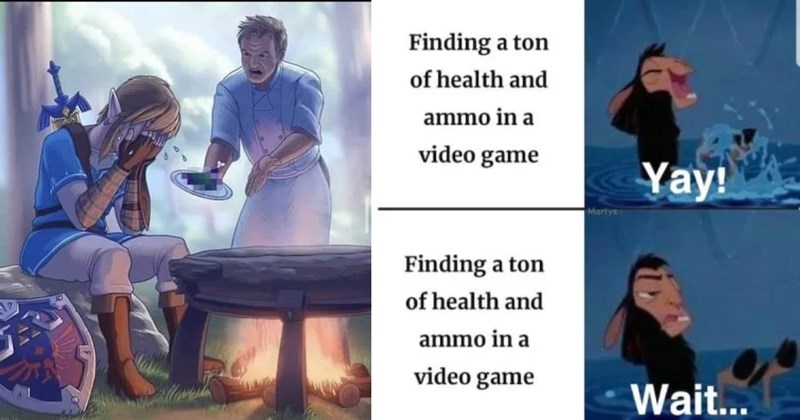 Finding a ton
of health and
ammo in a
video game
Yay!
Martye
Finding a ton
of health and
ammo in a
video game
Wait...